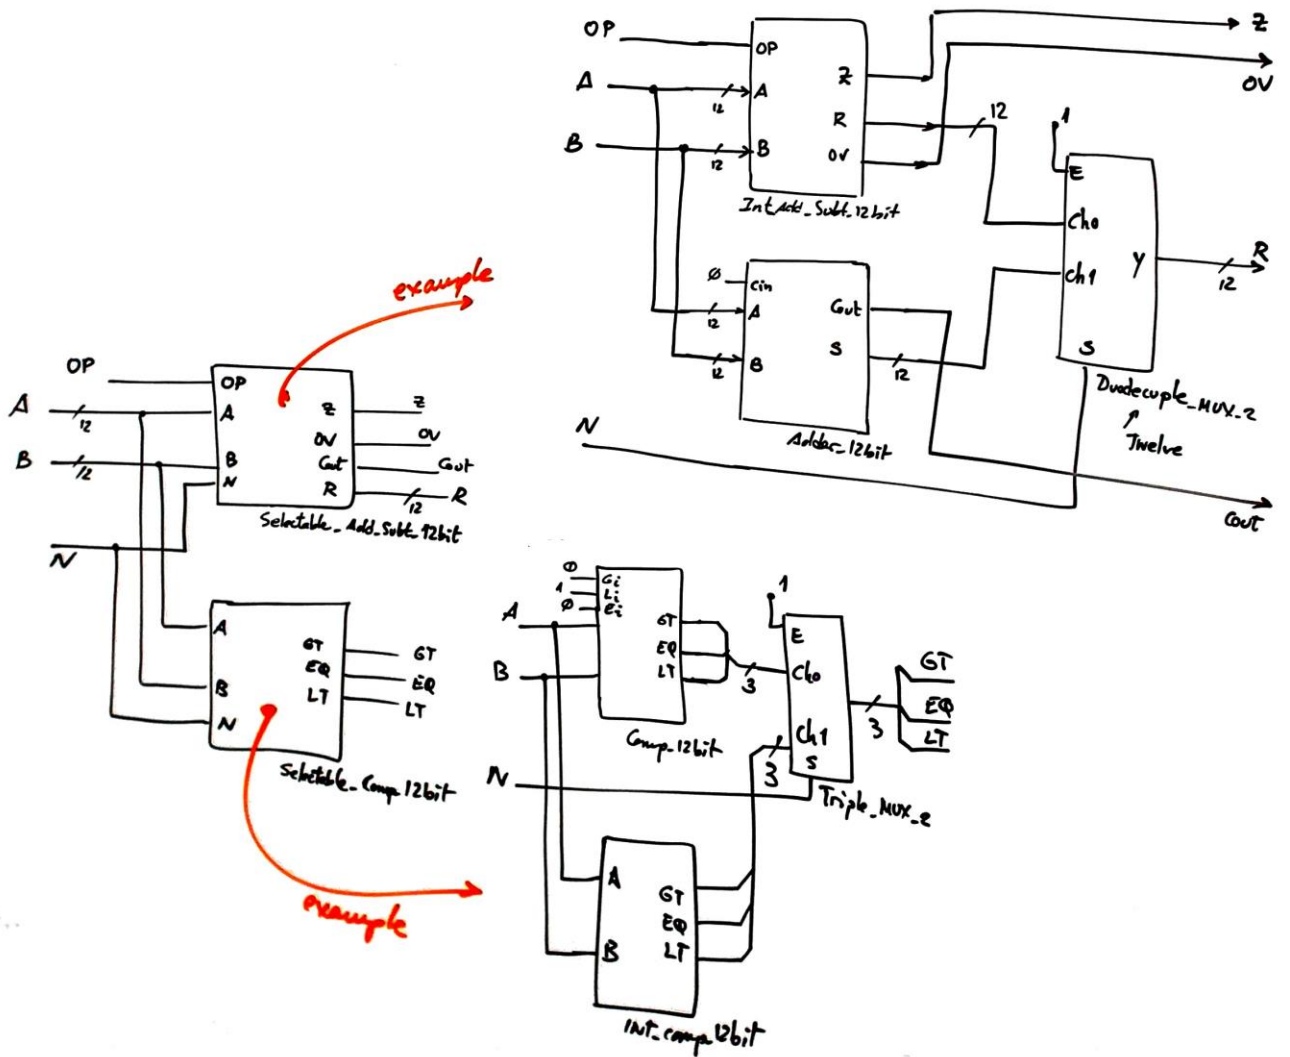 OP
OP
Z
Z
A
12
A
OV
R
12
1
B
12
B
OV
E
Int_Add_Subt_12bit
Ch0
Y
R
12
ch1
S
Duodecuple_MUX_2
Twelve
Ø
Cin
12
A
Cout
S
12
12
B
Adder_12bit
N
Cout
example
OP
OP
A
12
A
Z
Z
OV
OV
B
12
B
Cout
Cout
N
R
12
R
Selectable_Add_Subt_12bit
N
A
GT
GT
EQ
EQ
B
LT
LT
N
Selectable_Comp_12bit
example
Ø
Gi
1
Li
Ø
Ei
A
GT
EQ
B
LT
3
Comp_12bit
1
E
Ch0
Ch1
3
S
3
GT
EQ
LT
N
Triple_MUX_2
A
GT
EQ
B
LT
INT_comp_12bit